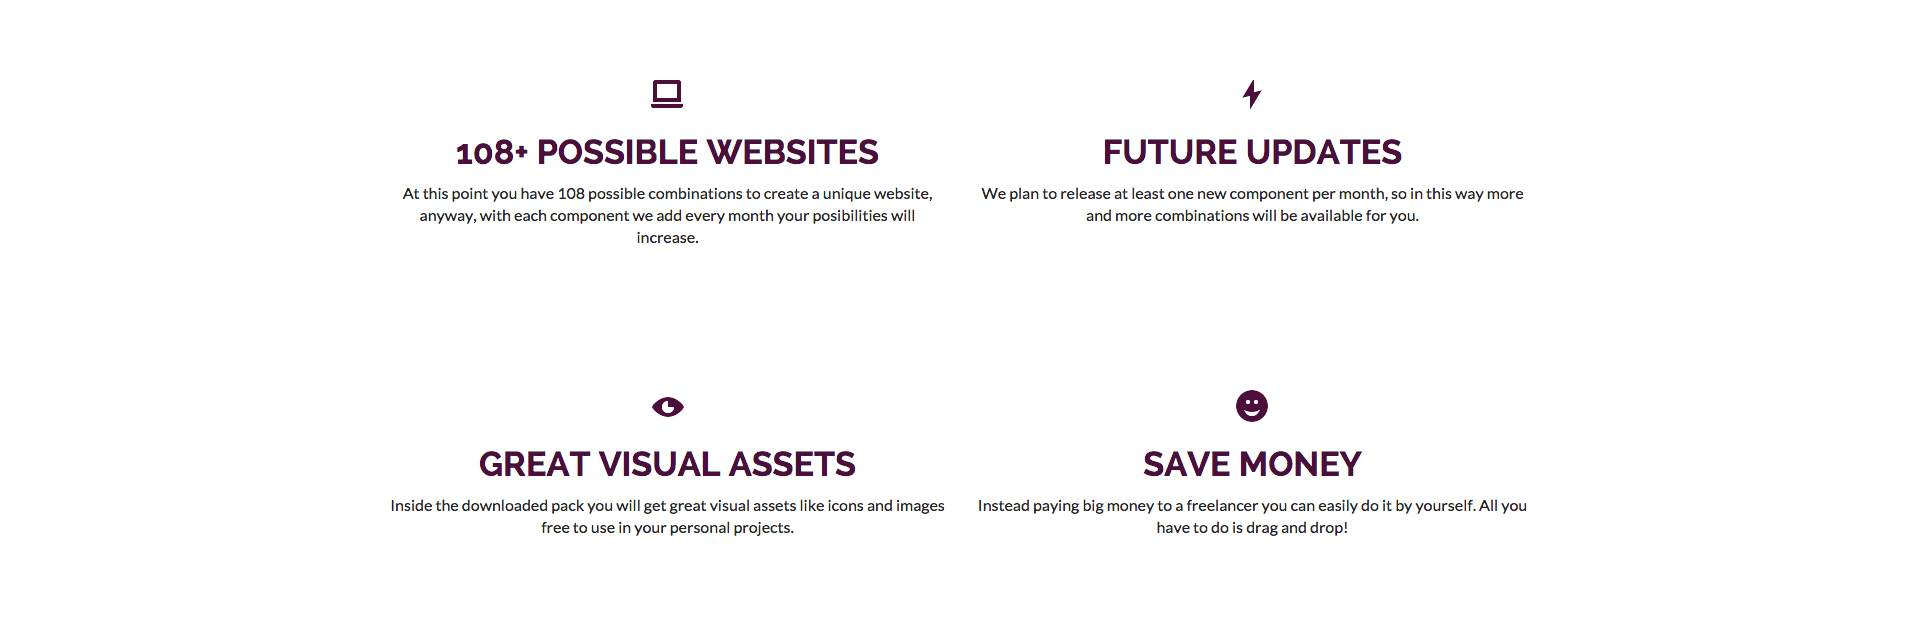 108+ POSSIBLE WEBSITES
At this point you have 108 possible combinations to create a unique website,
anyway, with each component we add every month your posibilities will
increase.
FUTURE UPDATES
We plan to release at least one new component per month, so in this way more
and more combinations will be available for you.
GREAT VISUAL ASSETS
Inside the downloaded pack you will get great visual assets like icons and images
free to use in your personal projects.
SAVE MONEY
Instead paying big money to a freelancer you can easily do it by yourself. All you
have to do is drag and drop!